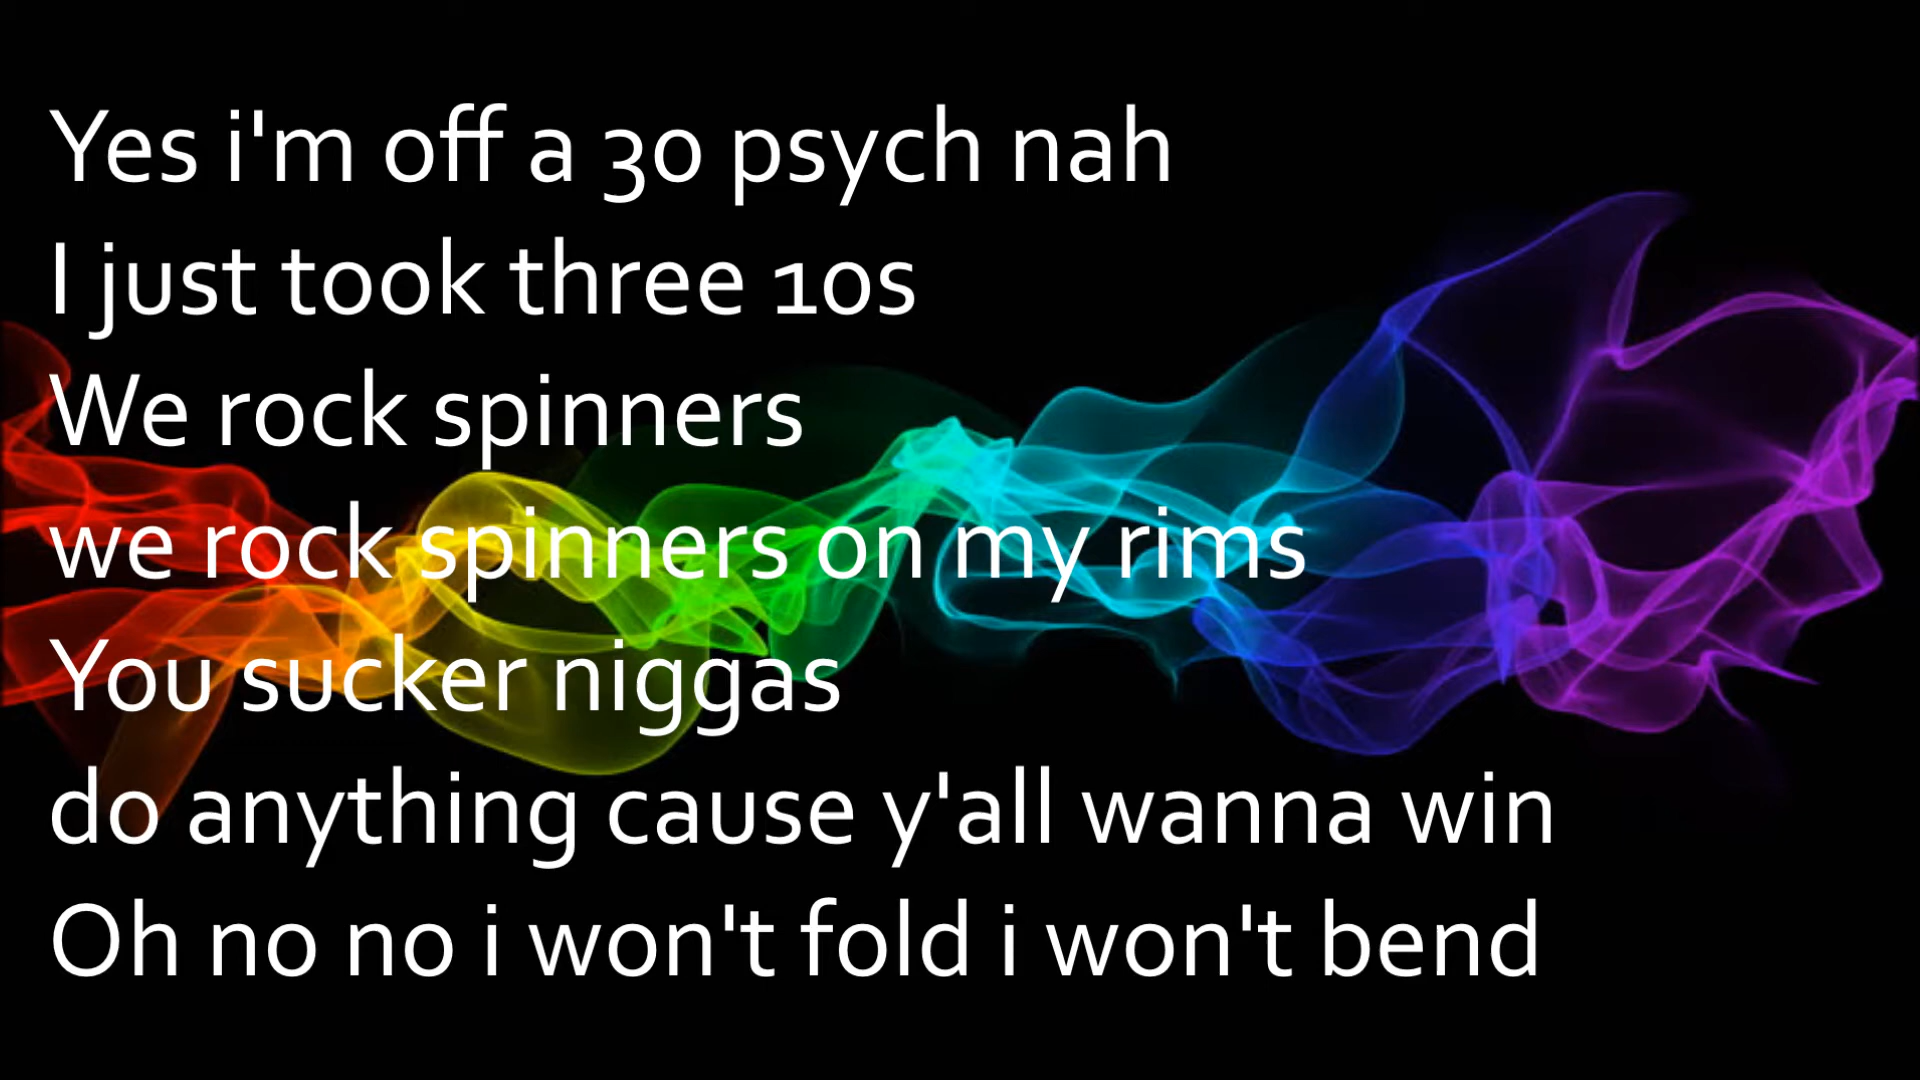 Yes i'm off a 30 psych nah
I just took three 10s
We rock spinners
we rock spinners on my rims
You sucker niggas
do anything cause y'all wanna win
Oh no no i won't fold i won't bend